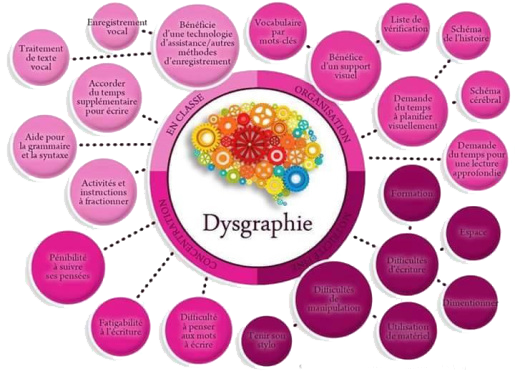 Enregistrement
vocal
Bénéficie
d'une technologie
d'assistance/autres
méthodes
d'enregistrement
Vocabulaire
par
mots-clés
Liste de
vérification
Schéma
de l'histoire
Traitement
de texte
vocal
Bénéfice
d'un support
visuel
Accorder
du temps
supplémentaire
pour écrire
Demande
du temps
à planifier
visuellement
Schéma
cérébral
Aide pour
la grammaire
et la syntaxe
EN CLASSE
ORGANISATION
Demande
du temps pour
une lecture
approfondie
Activités et
instructions
à fractionner
Formation
Dysgraphie
CONCENTRATION
Espace
Pénibilité
à suivre
ses pensées
Difficultés
d'écriture
Dimentionner
Difficultés
de
manipulation
Fatigabilité
à l'écriture
Difficulté
à penser
aux mots
à écrire
Tenir son
stylo
Utilisation
de matériel